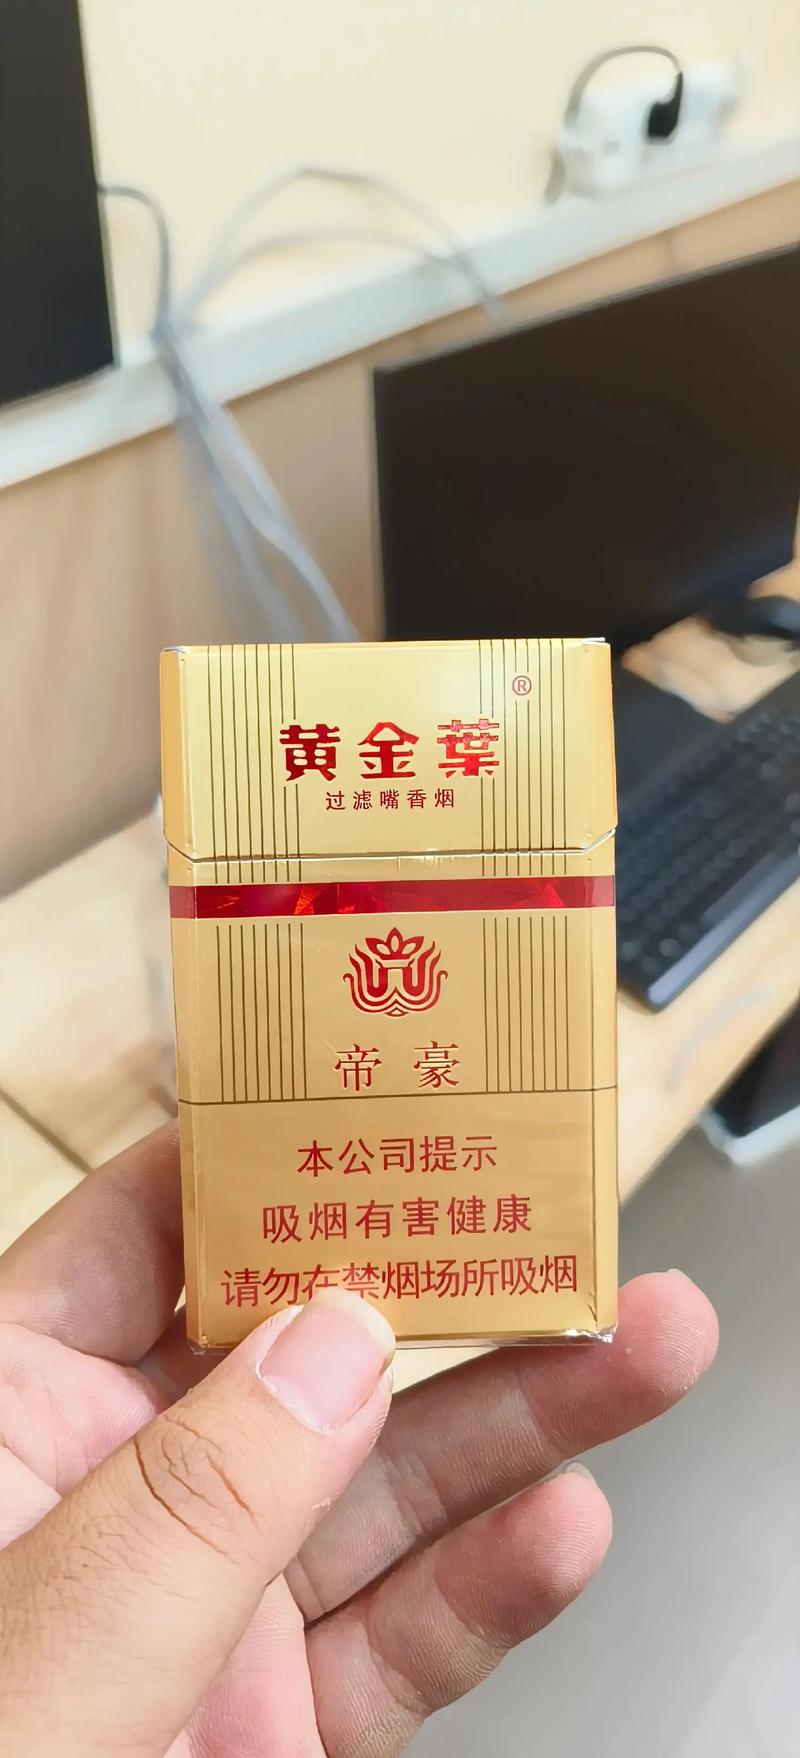 ®
黄金葉
过滤嘴香烟
帝豪
本公司提示
吸烟有害健康
请勿在禁烟场所吸烟